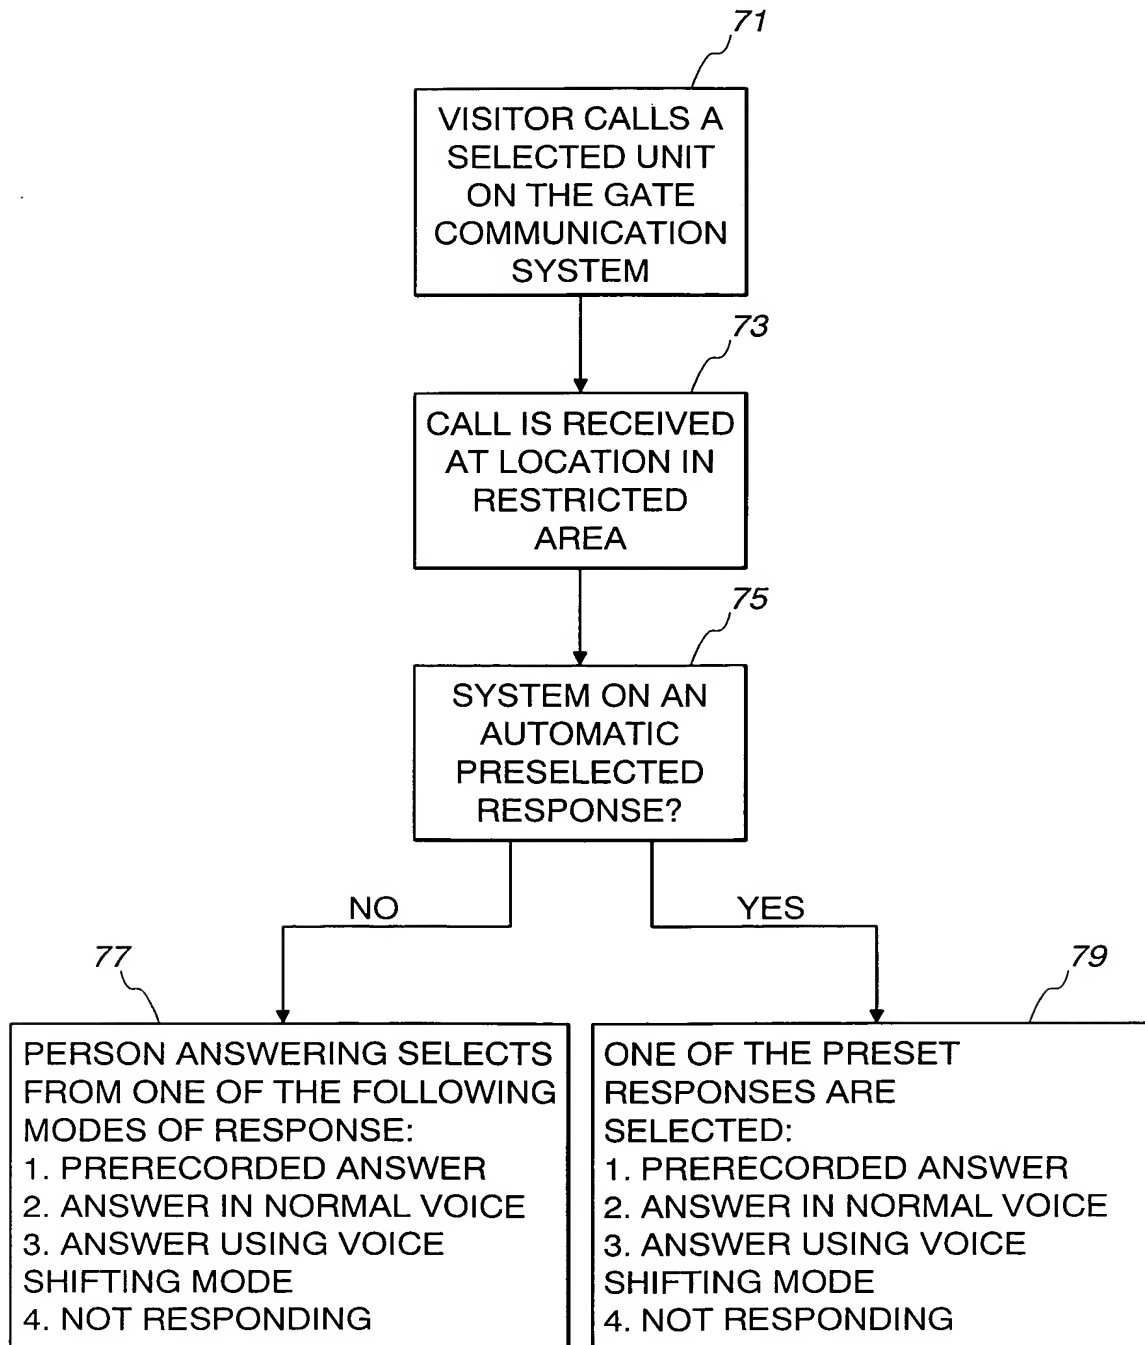 71
VISITOR CALLS A
SELECTED UNIT
ON THE GATE
COMMUNICATION
SYSTEM
73
CALL IS RECEIVED
AT LOCATION IN
RESTRICTED
AREA
75
SYSTEM ON AN
AUTOMATIC
PRESELECTED
RESPONSE?
NO
YES
77
PERSON ANSWERING SELECTS
FROM ONE OF THE FOLLOWING
MODES OF RESPONSE:
1. PRERECORDED ANSWER
2. ANSWER IN NORMAL VOICE
3. ANSWER USING VOICE
SHIFTING MODE
4. NOT RESPONDING
79
ONE OF THE PRESET
RESPONSES ARE
SELECTED:
1. PRERECORDED ANSWER
2. ANSWER IN NORMAL VOICE
3. ANSWER USING VOICE
SHIFTING MODE
4. NOT RESPONDING